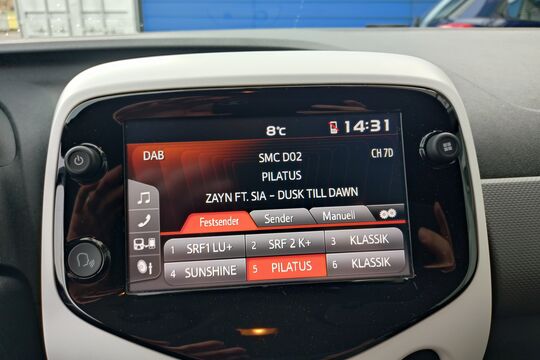 8°C 14:31
DAB SMC D02 CH 7D
PILATUS
ZAYN FT. SIA - DUSK TILL DAWN
Festsender Sender Manuell
1 SRF1 LU+ 2 SRF 2 K+ 3 KLASSIK
4 SUNSHINE 5 PILATUS 6 KLASSIK